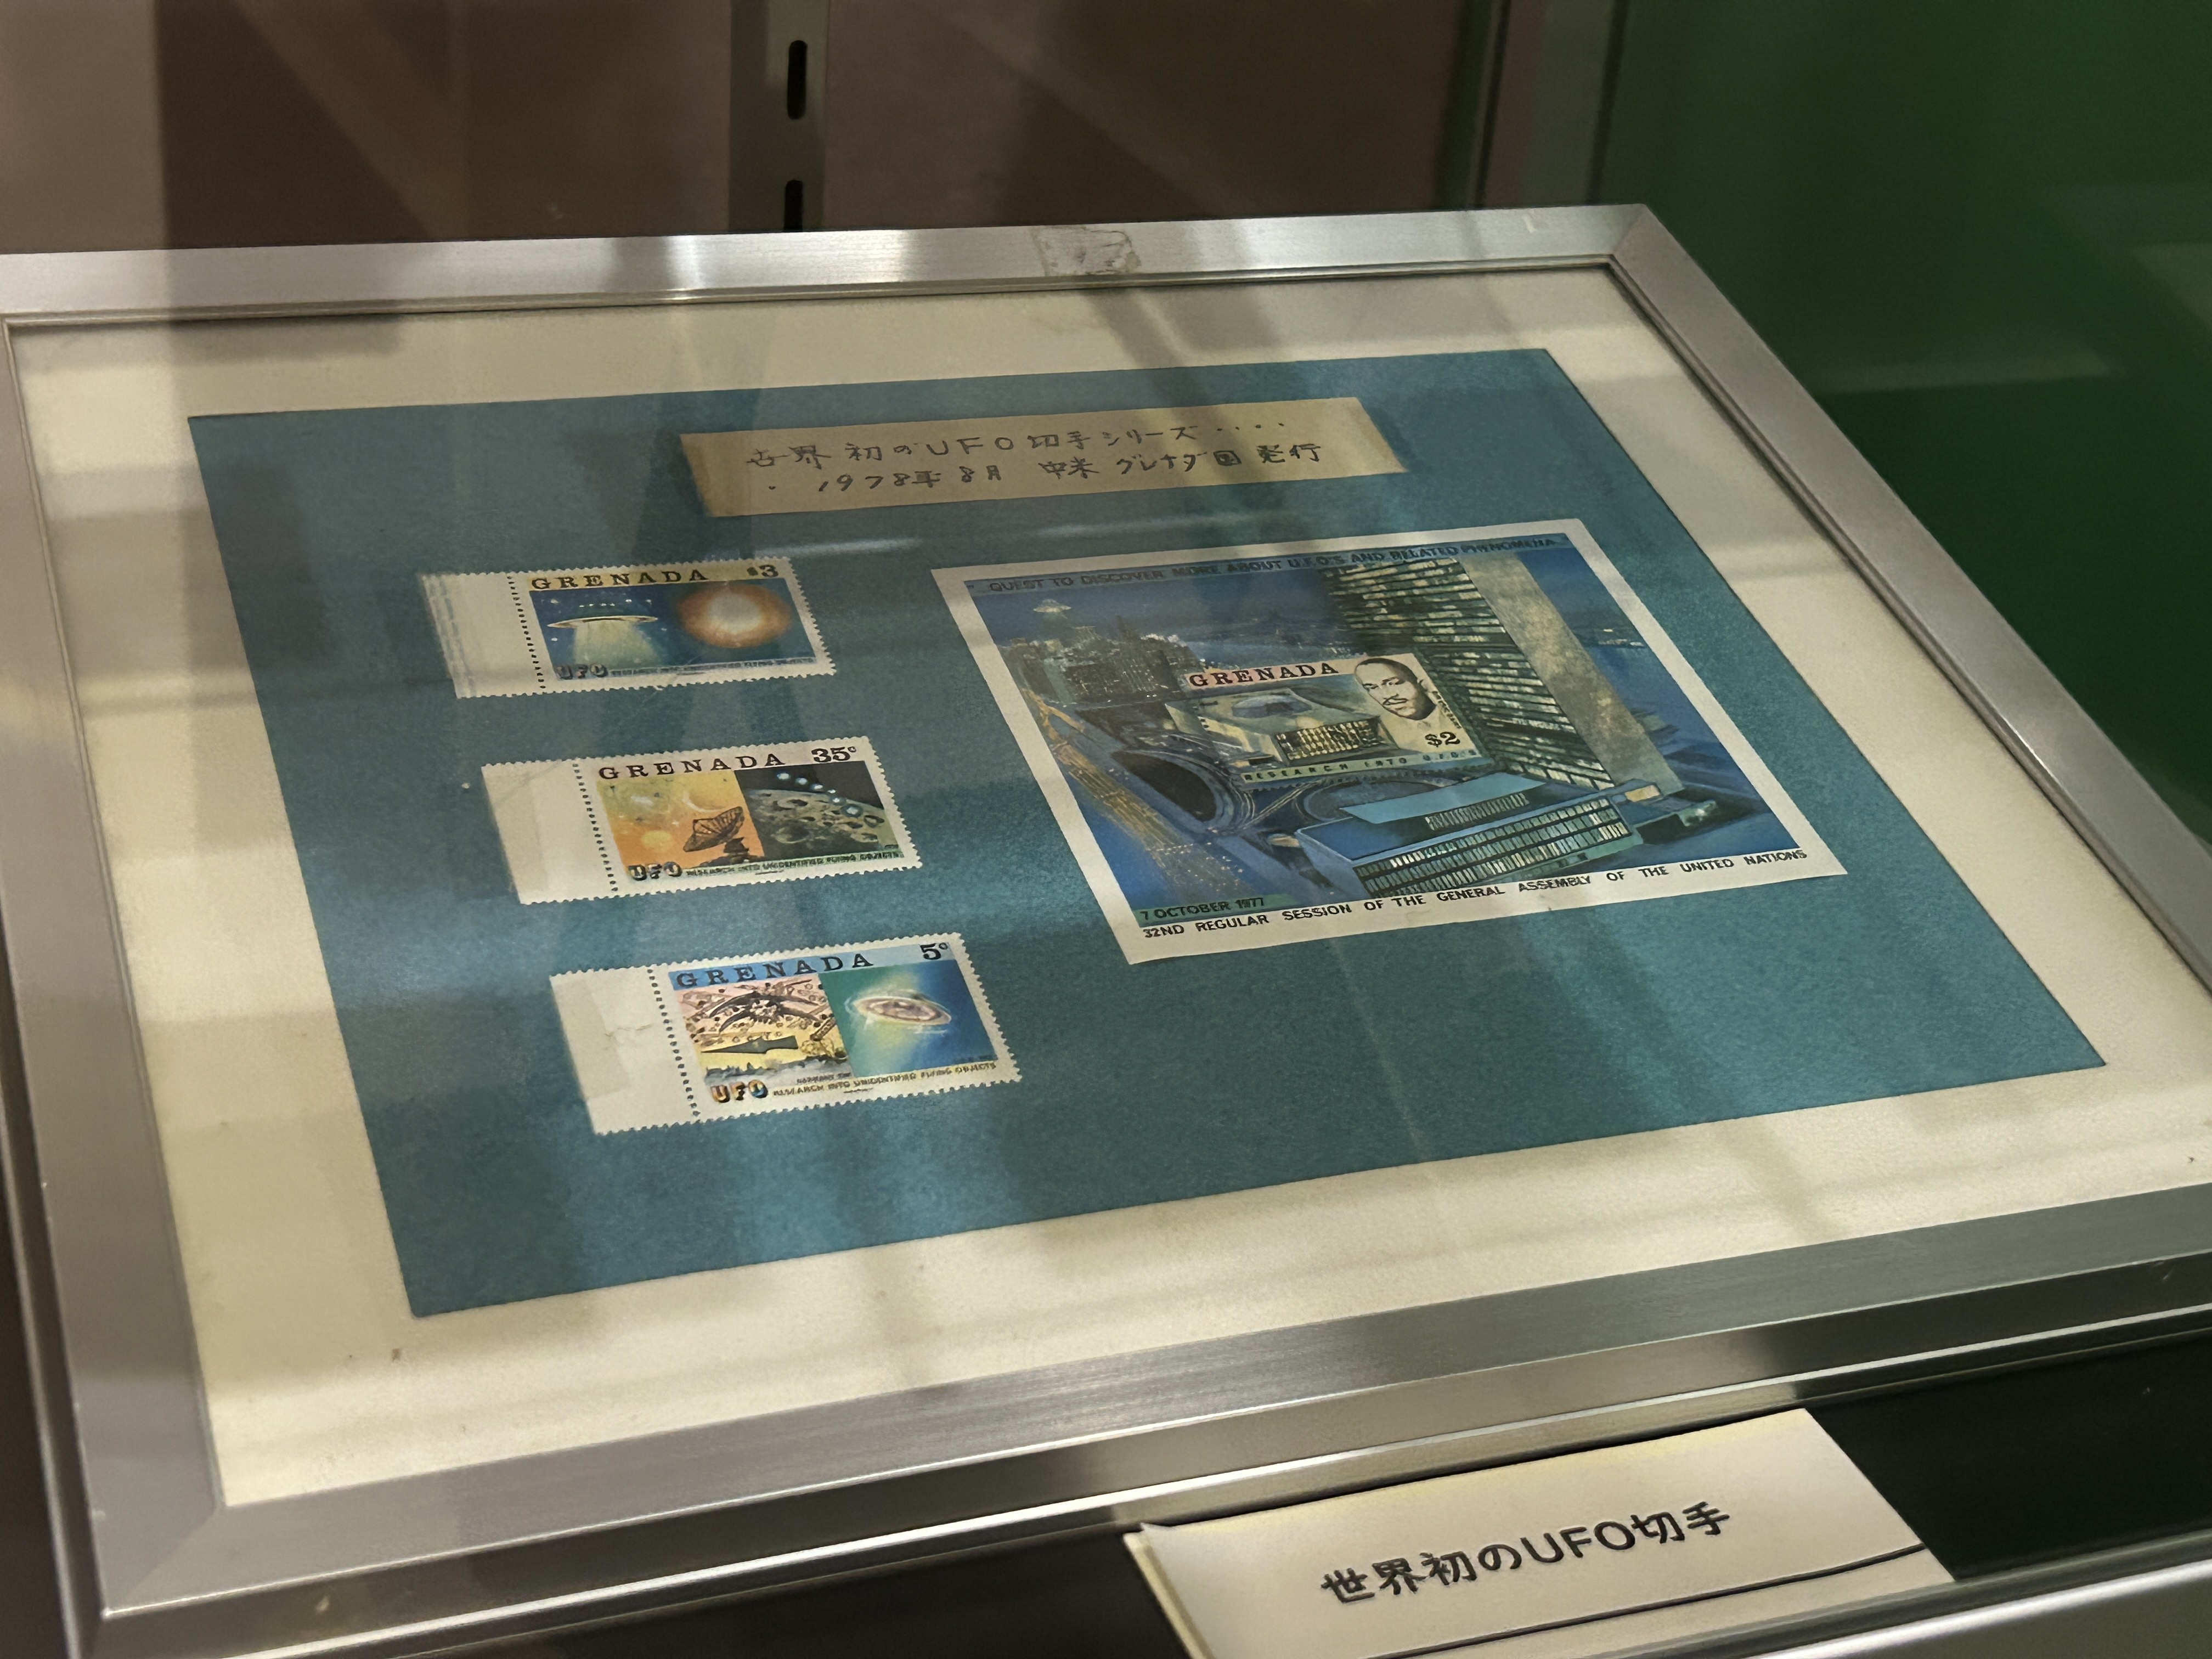 世界初のUFO切手シリーズ・・・・
・1978年8月 中米 グレナダ国 発行
GRENADA $3
UFO RESEARCH INTO UNIDENTIFIED FLYING OBJECTS
GRENADA 35c
UFO RESEARCH INTO UNIDENTIFIED FLYING OBJECTS
GRENADA 5c
UFO RESEARCH INTO UNIDENTIFIED FLYING OBJECTS
QUEST TO DISCOVER MORE ABOUT U.F.O.'S AND RELATED PHENOMENA
GRENADA
$2
RESEARCH INTO U.F.O.'S
7 OCTOBER 1977
32ND REGULAR SESSION OF THE GENERAL ASSEMBLY OF THE UNITED NATIONS
世界初のUFO切手